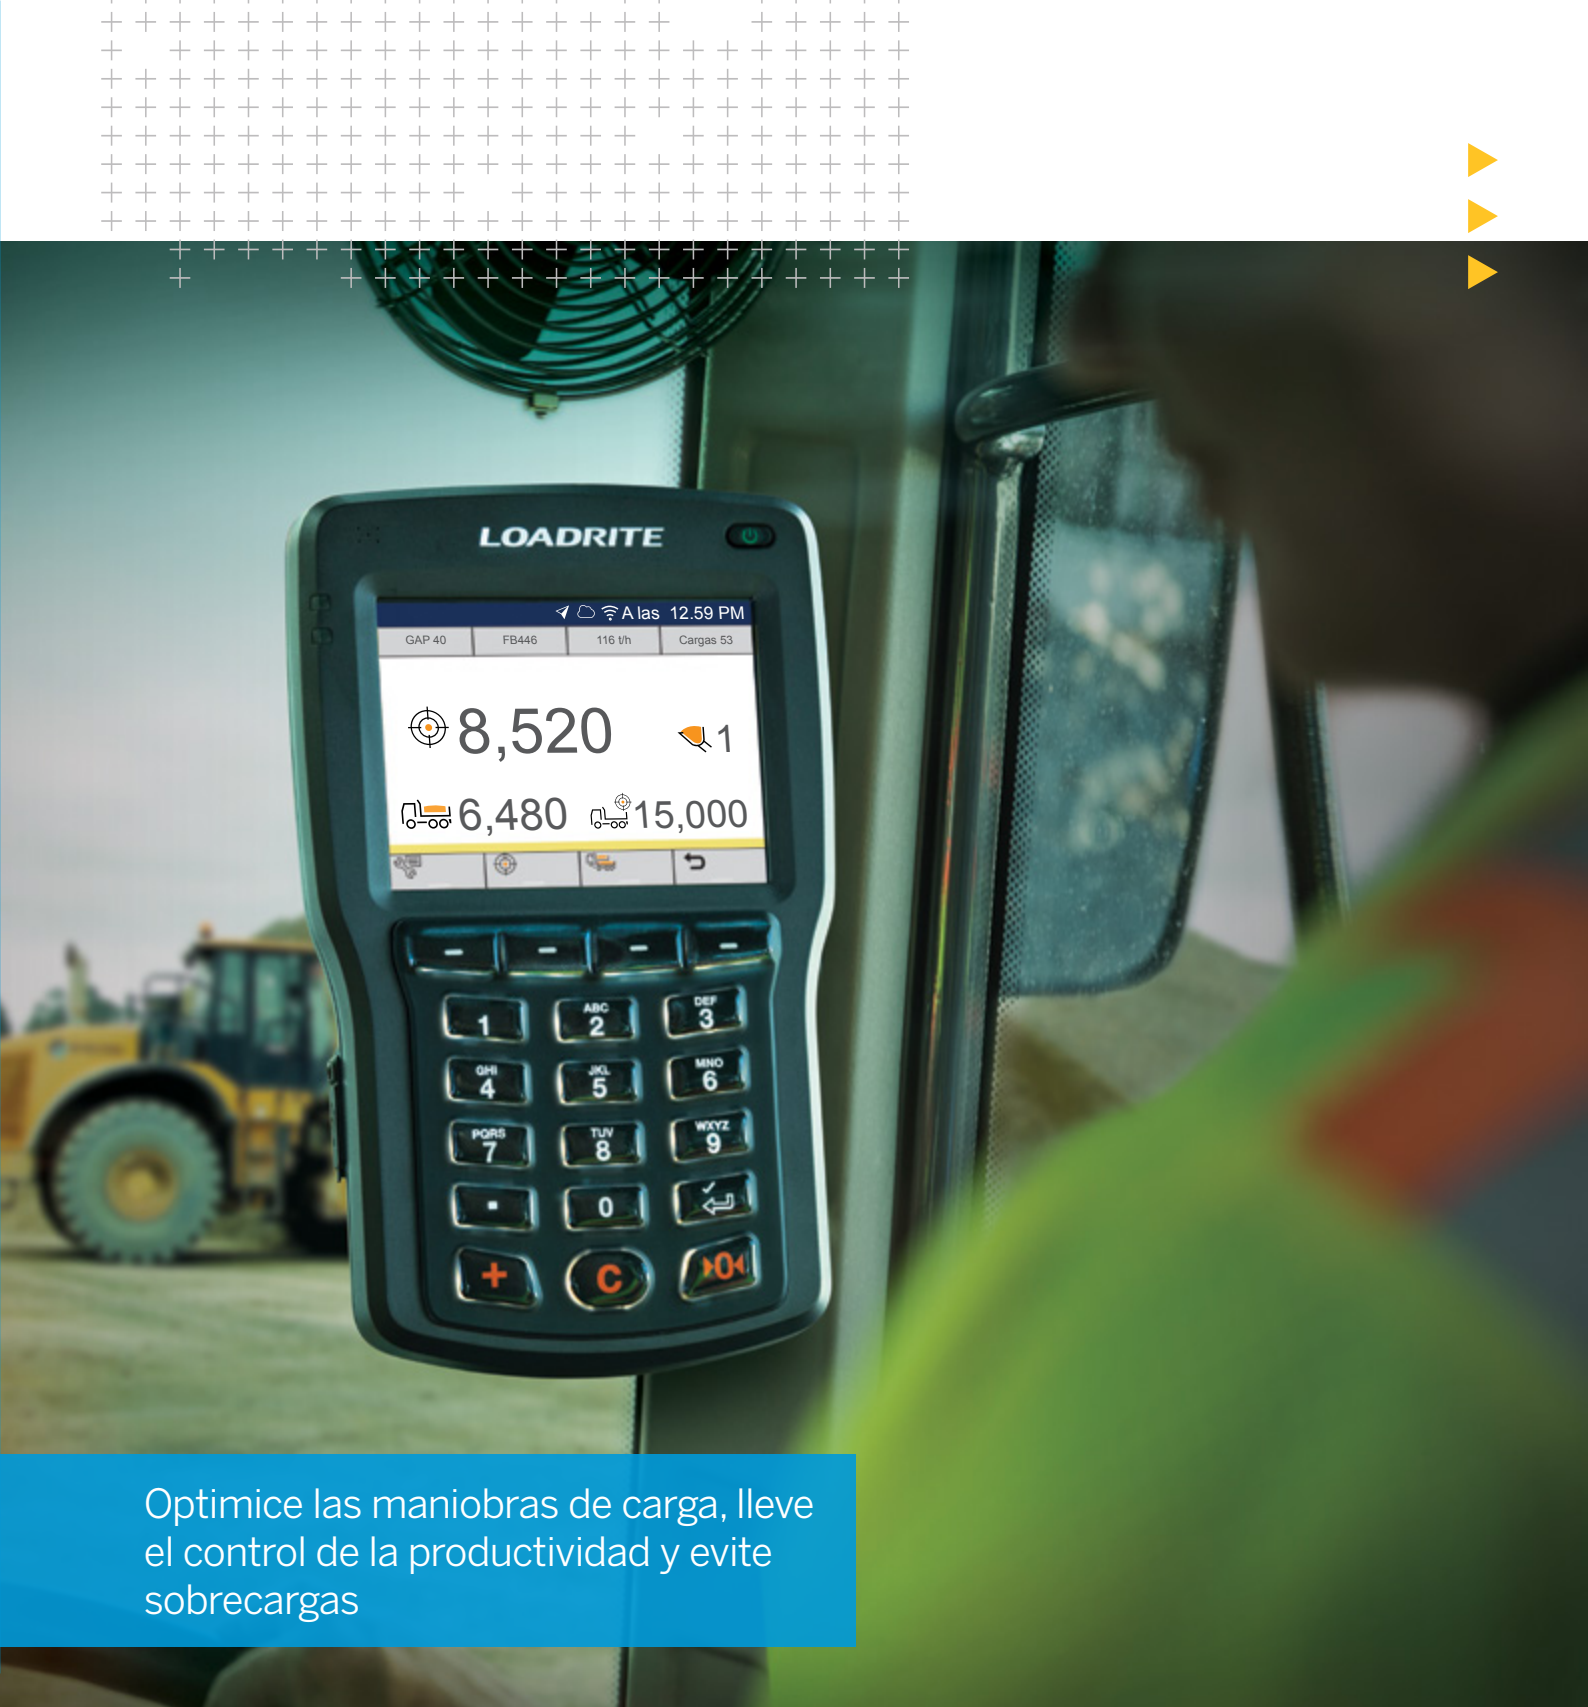 LOADRITE
A las 12.59 PM
GAP 40 FB446 116 t/h Cargas 53
8,520 1
6,480 15,000
1 ABC 2 DEF 3
GHI 4 JKL 5 MNO 6
PQRS 7 TUV 8 WXYZ 9
. 0
+ C 0
Optimice las maniobras de carga, lleve
el control de la productividad y evite
sobrecargas